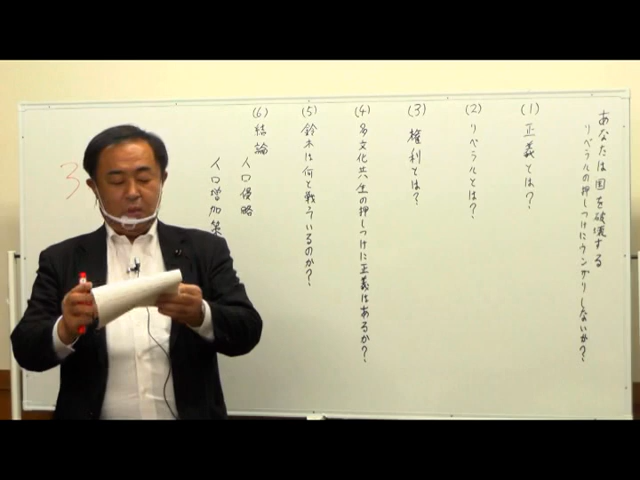 あなたは国を破壊する
リベラルの押しつけにウンザリしないか?
(1) 正義とは?
(2) リベラルとは?
(3) 権利とは?
(4) 多文化共生の押しつけに正義はあるか?
(5) 鈴木は何と戦っているのか?
(6) 結論
人口侵略
人口増加策
3